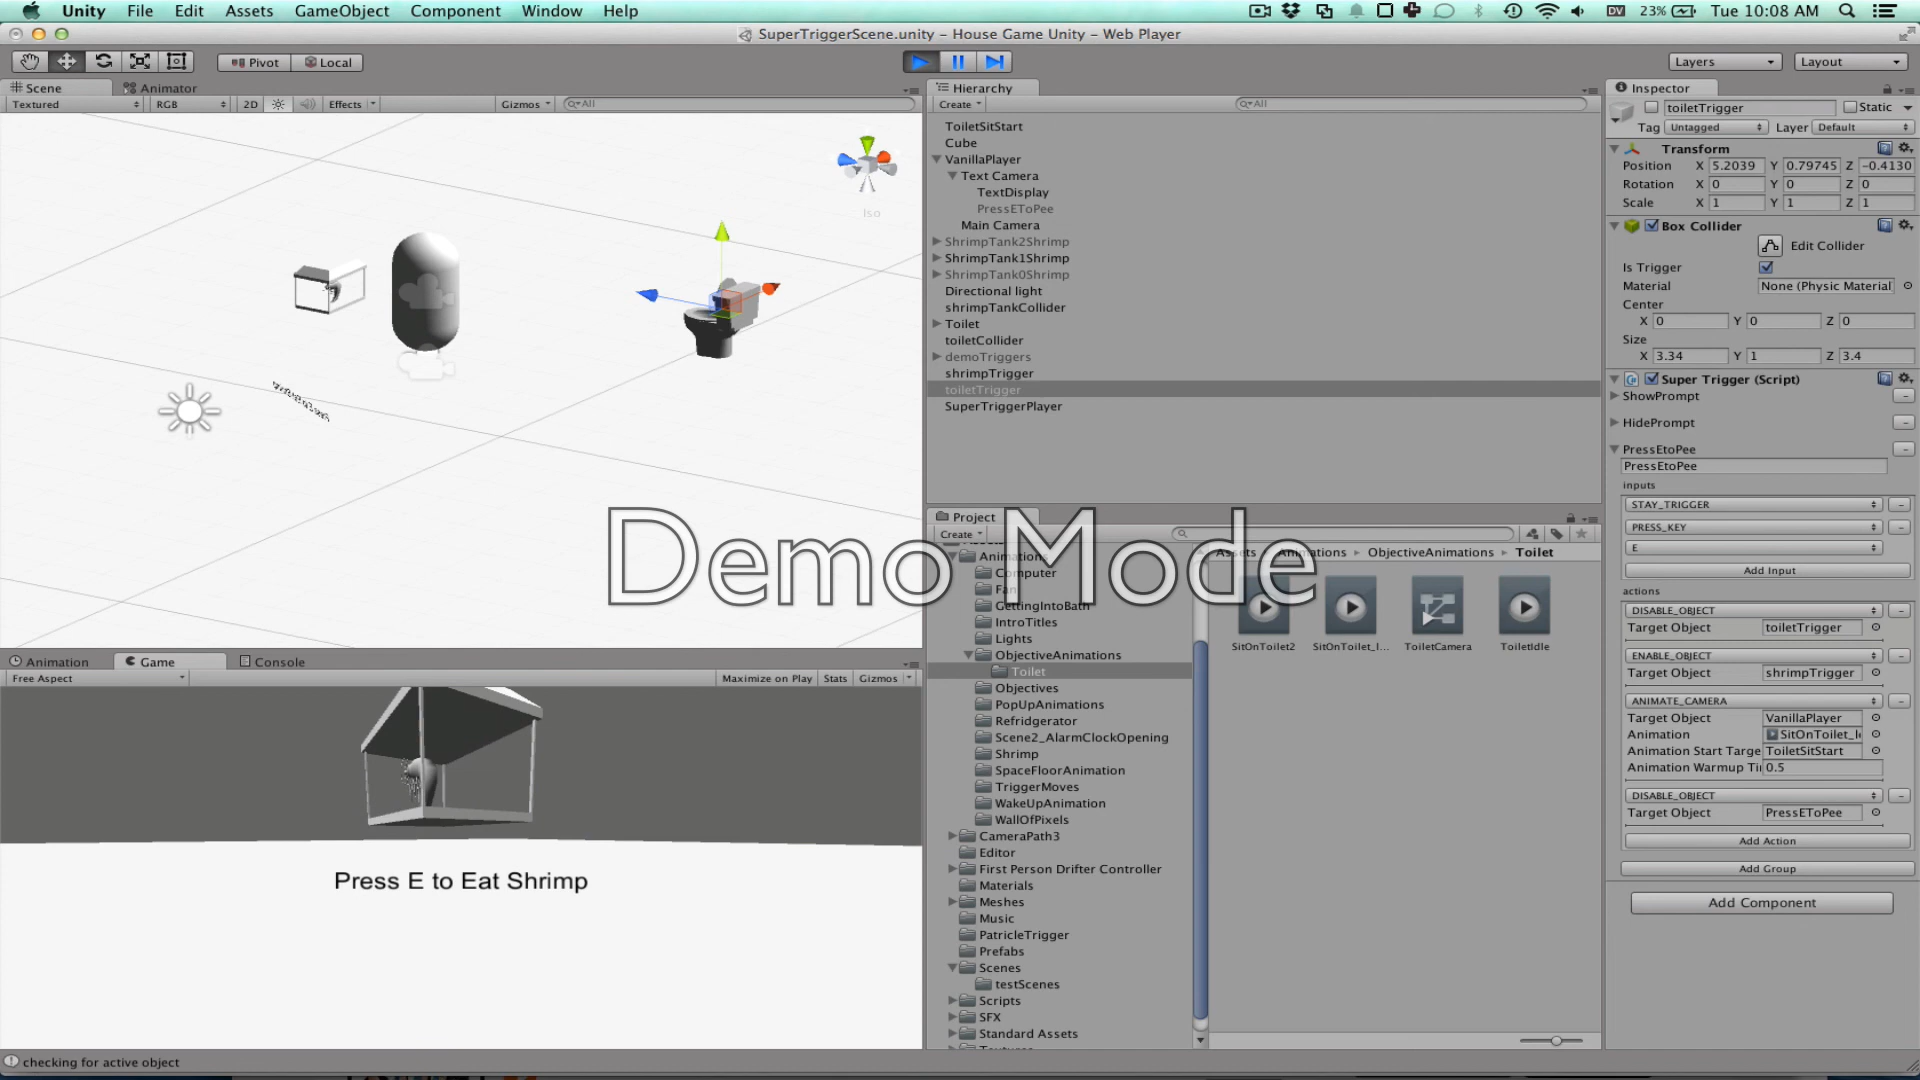 Unity File Edit Assets GameObject Component Window Help
DV 23% Tue 10:08 AM
SuperTriggerScene.unity – House Game Unity – Web Player
Pivot Local
Layers Layout
Scene Animator
Textured RGB 2D Effects Gizmos All
Iso
Hierarchy
Create All
ToiletSitStart
Cube
VanillaPlayer
Text Camera
TextDisplay
PressEToPee
Main Camera
ShrimpTank2Shrimp
ShrimpTank1Shrimp
ShrimpTank0Shrimp
Directional light
shrimpTankCollider
Toilet
toiletCollider
demoTriggers
shrimpTrigger
toiletTrigger
SuperTriggerPlayer
Demo Mode
Project
Create
Assets Animations ObjectiveAnimations Toilet
Animations
Computer
Fan
GettingIntoBath
IntroTitles
Lights
ObjectiveAnimations
Toilet
Objectives
PopUpAnimations
Refridgerator
Scene2_AlarmClockOpening
Shrimp
SpaceFloorAnimation
TriggerMoves
WakeUpAnimation
WallOfPixels
CameraPath3
Editor
First Person Drifter Controller
Materials
Meshes
Music
PatricleTrigger
Prefabs
Scenes
testScenes
Scripts
SFX
Standard Assets
SitOnToilet2 SitOnToilet_I... ToiletCamera ToiletIdle
Inspector
toiletTrigger Static
Tag Untagged Layer Default
Transform
Position X 5.2039 Y 0.79745 Z -0.4130
Rotation X 0 Y 0 Z 0
Scale X 1 Y 1 Z 1
Box Collider
Edit Collider
Is Trigger
Material None (Physic Material
Center
X 0 Y 0 Z 0
Size
X 3.34 Y 1 Z 3.4
Super Trigger (Script)
ShowPrompt
HidePrompt
PressEtoPee
PressEtoPee
inputs
STAY_TRIGGER
PRESS_KEY
E
Add Input
actions
DISABLE_OBJECT
Target Object toiletTrigger
ENABLE_OBJECT
Target Object shrimpTrigger
ANIMATE_CAMERA
Target Object VanillaPlayer
Animation SitOnToilet_I
Animation Start Targe ToiletSitStart
Animation Warmup Ti 0.5
DISABLE_OBJECT
Target Object PressEToPee
Add Action
Add Group
Add Component
Animation Game Console
Free Aspect Maximize on Play Stats Gizmos
Press E to Eat Shrimp
checking for active object